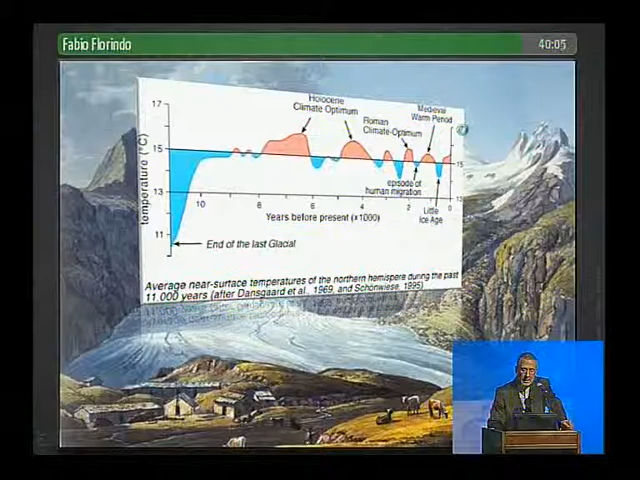 Fabio Florindo
40:05
17
Holocene
Climate Optimum
Medieval
Warm Period
Roman
Climate-Optimum
15
15
13
13
11
temperature (°C)
episode of
human migration
Little
Ice Age
10
8
6
4
2
0
Years before present (×1000)
End of the last Glacial
Average near-surface temperatures of the northern hemispere during the past
11.000 years (after Dansgaard et al., 1969, and Schönwiese, 1995)